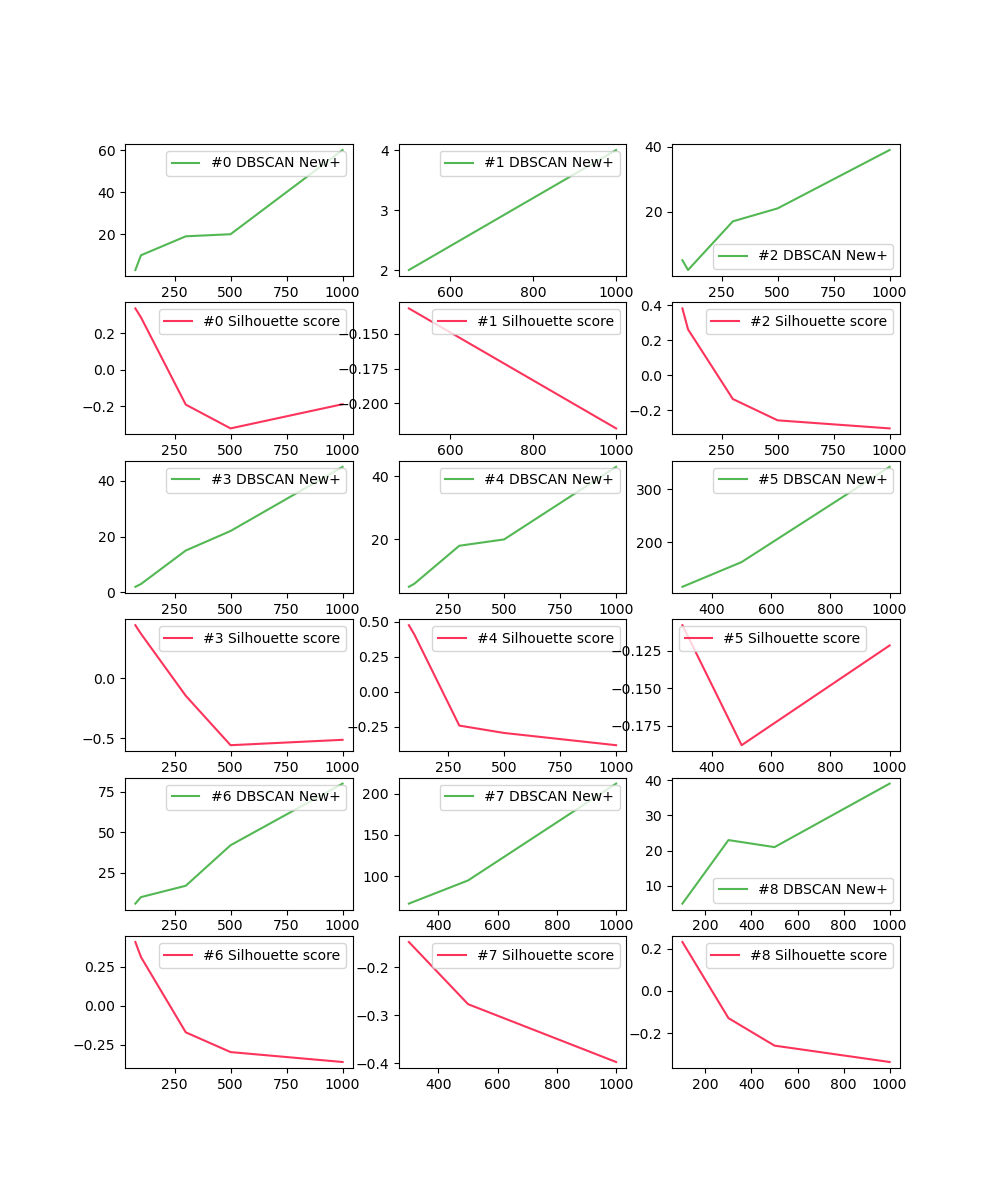 60 #0 DBSCAN New+ 4 #1 DBSCAN New+ 40
40 3 20
20 2 #2 DBSCAN New+
250 500 750 1000 600 800 1000 250 500 750 1000
0.2 #0 Silhouette score −0.150 #1 Silhouette score 0.4 #2 Silhouette score
0.0 −0.175 0.2
−0.2 −0.200 0.0
−0.2
250 500 750 1000 600 800 1000 250 500 750 1000
40 #3 DBSCAN New+ 40 #4 DBSCAN New+ 300 #5 DBSCAN New+
20 20 200
0
250 500 750 1000 250 500 750 1000 400 600 800 1000
#3 Silhouette score 0.50 #4 Silhouette score #5 Silhouette score
0.0 0.25 −0.125
−0.5 0.00 −0.150
−0.25 −0.175
250 500 750 1000 250 500 750 1000 400 600 800 1000
75 #6 DBSCAN New+ 200 #7 DBSCAN New+ 40
50 150 30
25 100 20
10 #8 DBSCAN New+
250 500 750 1000 400 600 800 1000 200 400 600 800 1000
#6 Silhouette score #7 Silhouette score 0.2 #8 Silhouette score
0.25 −0.2 0.0
0.00 −0.3 −0.2
−0.25 −0.4
250 500 750 1000 400 600 800 1000 200 400 600 800 1000